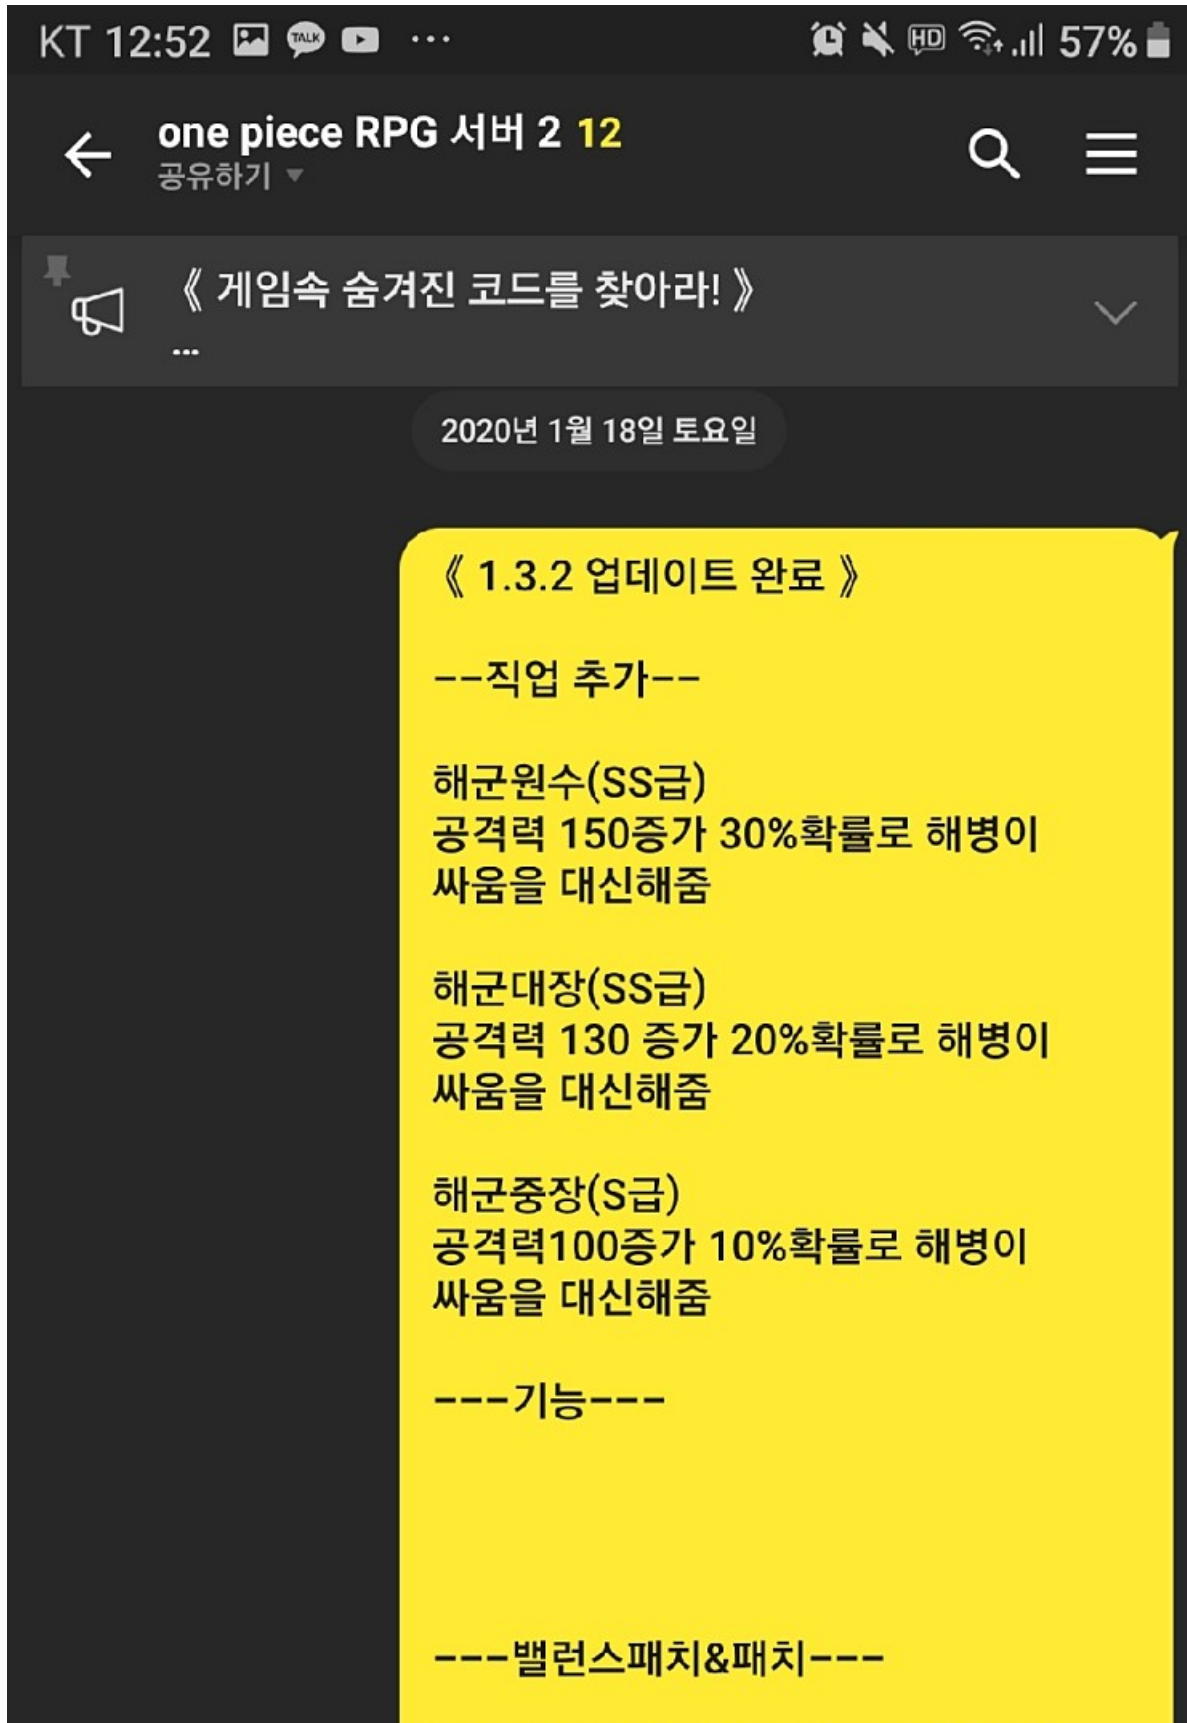 KT 12:52 TALK ... HD 57%
one piece RPG 서버 2 12
공유하기
《 게임속 숨겨진 코드를 찾아라! 》
...
2020년 1월 18일 토요일
《 1.3.2 업데이트 완료 》
--직업 추가--
해군원수(SS급)
공격력 150증가 30%확률로 해병이
싸움을 대신해줌
해군대장(SS급)
공격력 130 증가 20%확률로 해병이
싸움을 대신해줌
해군중장(S급)
공격력100증가 10%확률로 해병이
싸움을 대신해줌
---기능---
---밸런스패치&패치---